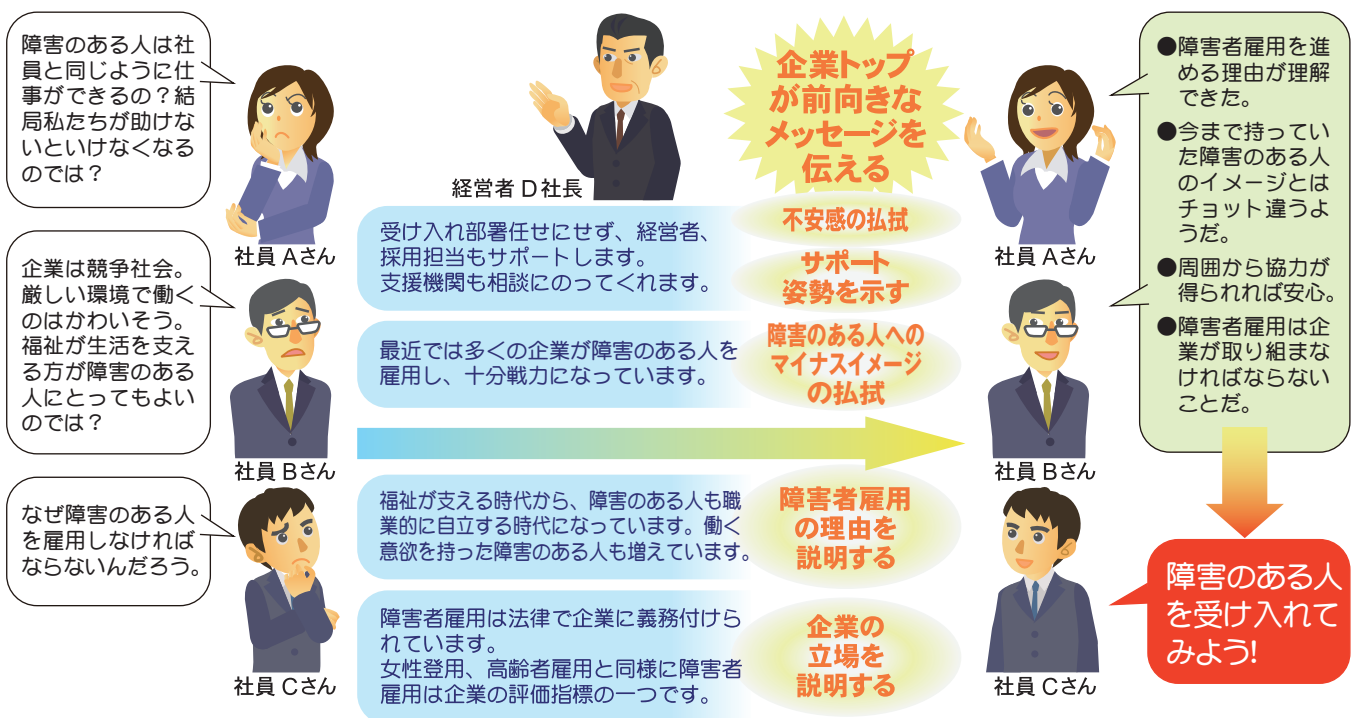 障害のある人は社
員と同じように仕
事ができるの？結
局私たちが助けな
いといけなくなる
のでは？
社員 Aさん
企業は競争社会。
厳しい環境で働く
のはかわいそう。
福祉が生活を支え
る方が障害のある
人にとってもよい
のでは？
社員 Bさん
なぜ障害のある人
を雇用しなければ
ならないんだろう。
社員 Cさん
経営者 D社長
企業トップ
が前向きな
メッセージを
伝える
受け入れ部署任せにせず、経営者、
採用担当もサポートします。
支援機関も相談にのってくれます。
不安感の払拭
サポート
姿勢を示す
最近では多くの企業が障害のある人を
雇用し、十分戦力になっています。
障害のある人への
マイナスイメージ
の払拭
福祉が支える時代から、障害のある人も職
業的に自立する時代になっています。働く
意欲を持った障害のある人も増えています。
障害者雇用
の理由を
説明する
障害者雇用は法律で企業に義務付けら
れています。
女性登用、高齢者雇用と同様に障害者
雇用は企業の評価指標の一つです。
企業の
立場を
説明する
社員 Aさん
社員 Bさん
社員 Cさん
●障害者雇用を進
める理由が理解
できた。
●今まで持ってい
た障害のある人
のイメージとは
チョット違うよ
うだ。
●周囲から協力が
得られれば安心。
●障害者雇用は企
業が取り組まな
ければならない
ことだ。
障害のある人
を受け入れて
みよう!